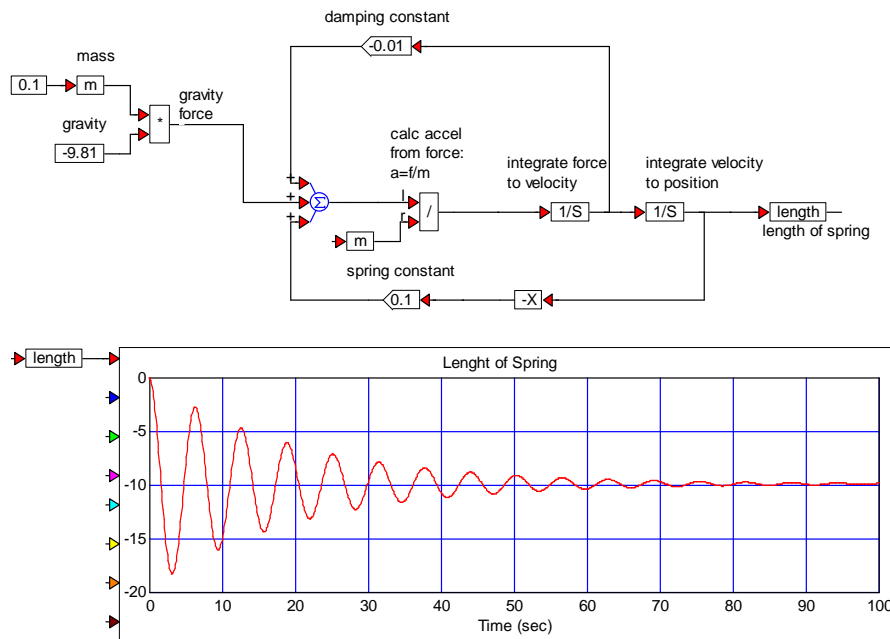 damping constant
-0.01
mass
0.1
m
gravity
force
*
gravity
-9.81
calc accel
from force:
a=f/m
integrate force
to velocity
integrate velocity
to position
+
+
+
Σ
l
r
/
1/S
1/S
length
length of spring
m
spring constant
0.1
-X
length
Lenght of Spring
0
-5
-10
-15
-20
0
10
20
30
40
50
60
70
80
90
100
Time (sec)